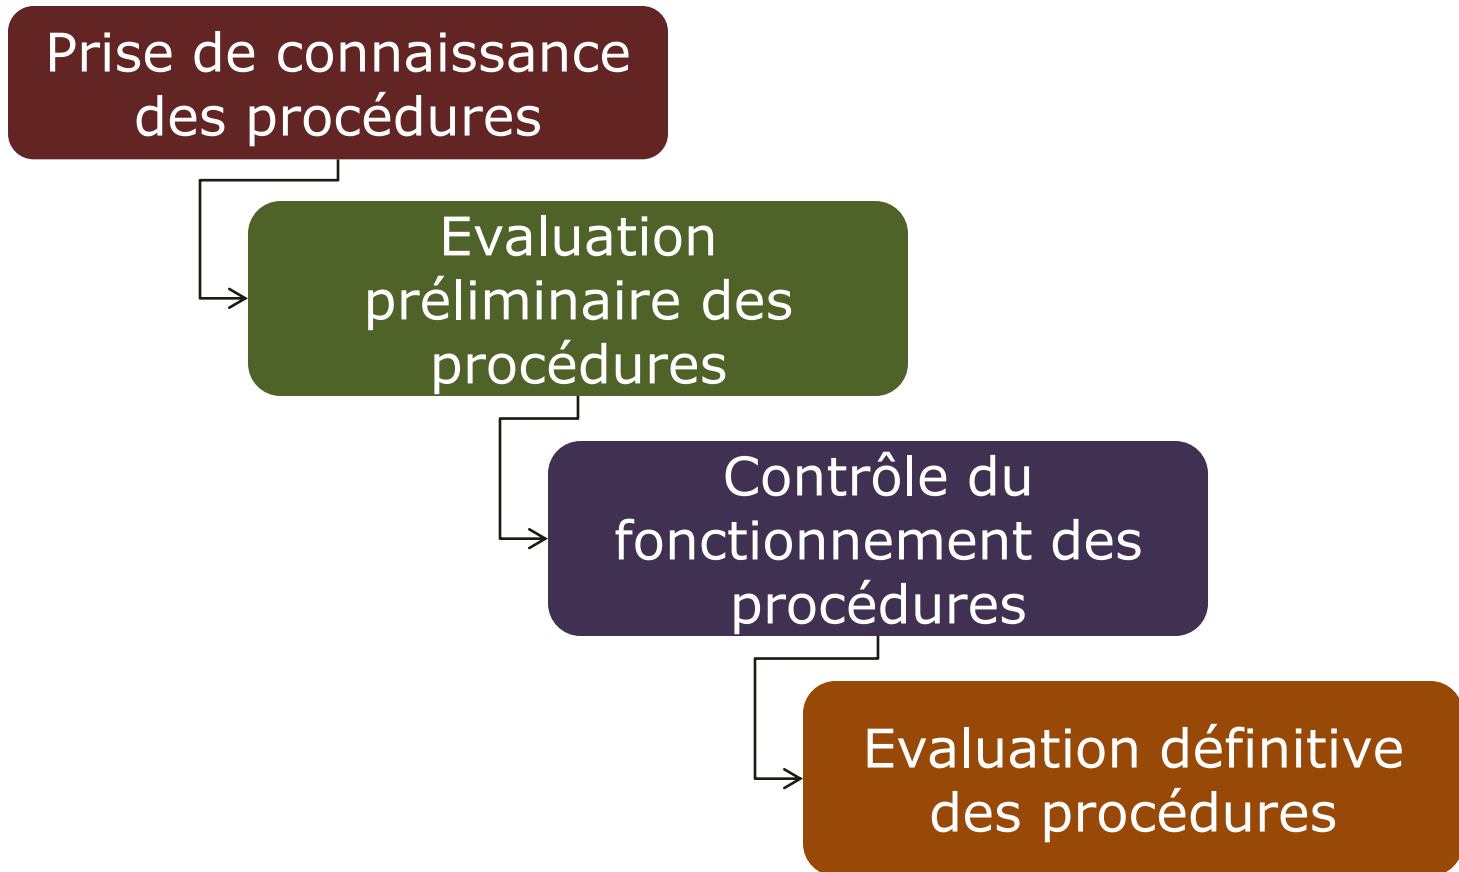 Prise de connaissance
des procédures
Evaluation
préliminaire des
procédures
Contrôle du
fonctionnement des
procédures
Evaluation définitive
des procédures